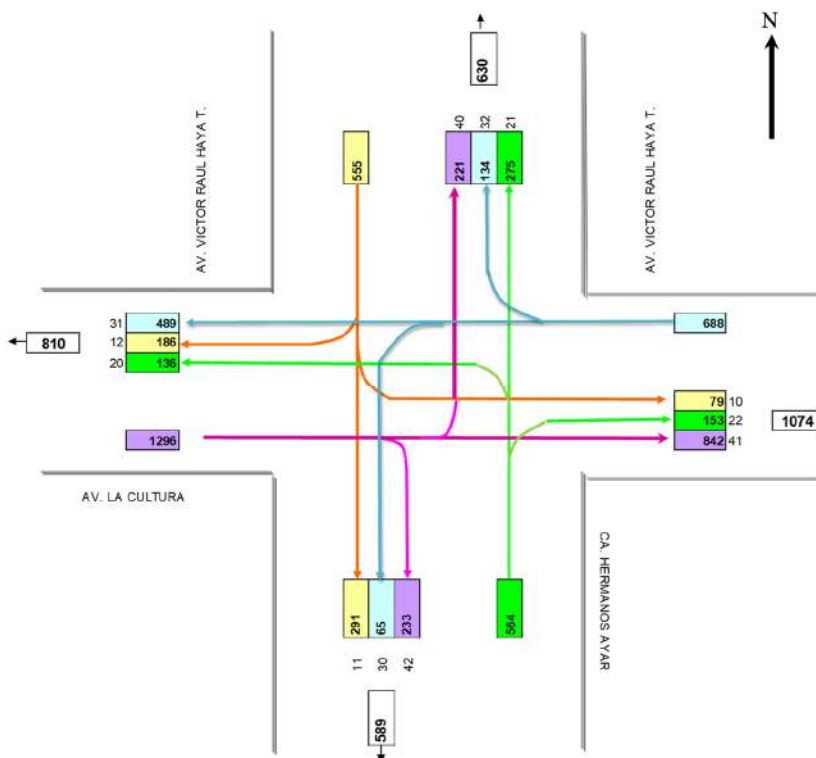 N
630
40 32 21
221 134 275
555
AV. VICTOR RAUL HAYA T.
AV. VICTOR RAUL HAYA T.
31 489
12 186
20 136
810
688
79 10
153 22
842 41
1074
1296
AV. LA CULTURA
CA. HERMANOS AYAR
291 65 233
564
11 30 42
589